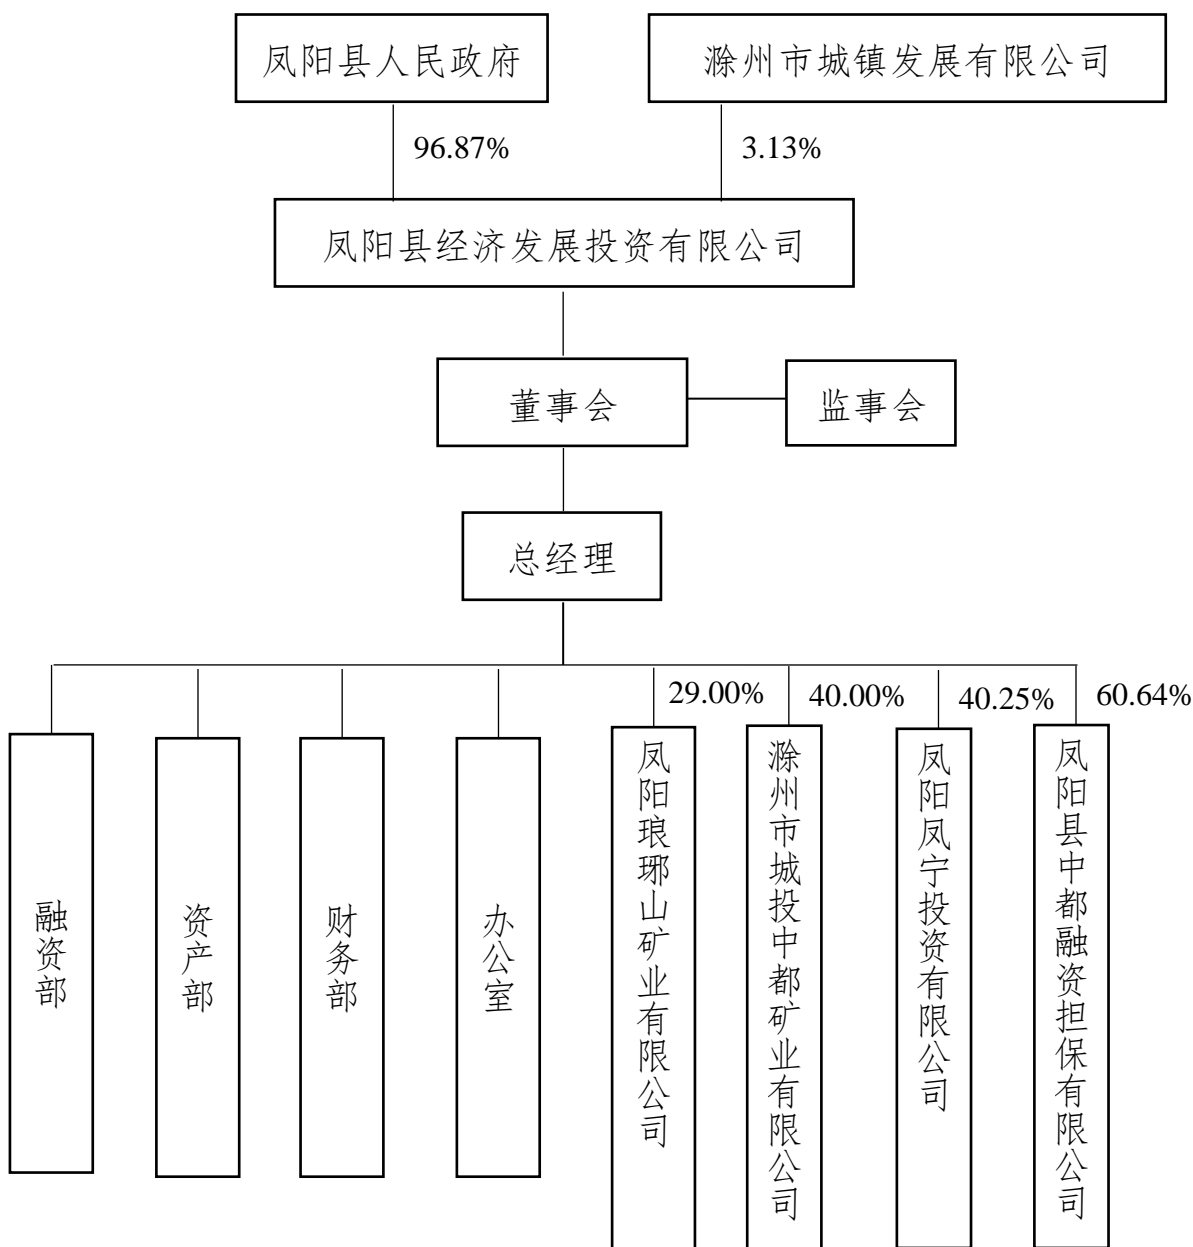 凤阳县人民政府
滁州市城镇发展有限公司
96.87%
3.13%
凤阳县经济发展投资有限公司
董事会
监事会
总经理
29.00%
40.00%
40.25%
60.64%
融资部
资产部
财务部
办公室
凤阳琅琊山矿业有限公司
滁州市城投中都矿业有限公司
凤阳凤宁投资有限公司
凤阳县中都融资担保有限公司